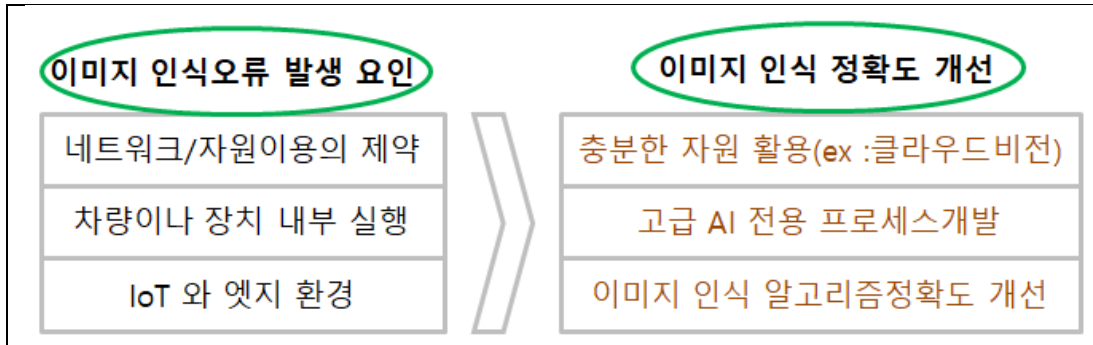 이미지 인식오류 발생 요인
네트워크/자원이용의 제약
차량이나 장치 내부 실행
IoT 와 엣지 환경
이미지 인식 정확도 개선
충분한 자원 활용(ex :클라우드비전)
고급 AI 전용 프로세스개발
이미지 인식 알고리즘정확도 개선